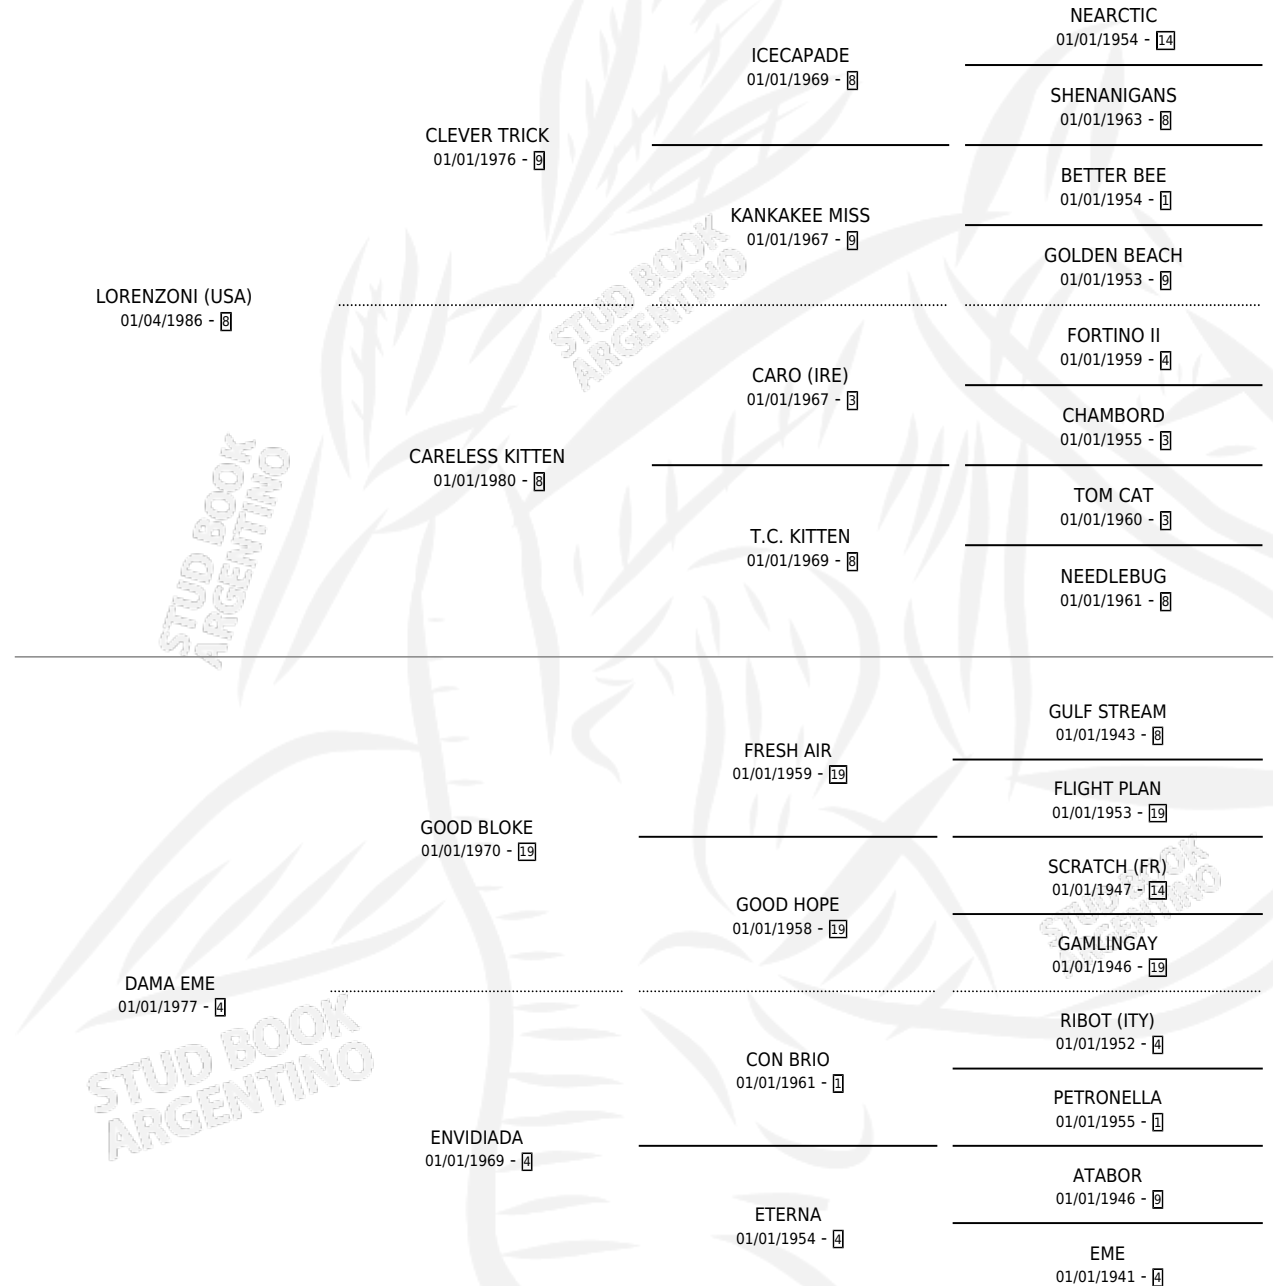 NEARCTIC
01/01/1954 - 14
ICECAPADE
01/01/1969 - 8
SHENANIGANS
01/01/1963 - 8
CLEVER TRICK
01/01/1976 - 9
BETTER BEE
01/01/1954 - 1
KANKAKEE MISS
01/01/1967 - 9
GOLDEN BEACH
01/01/1953 - 9
LORENZONI (USA)
01/04/1986 - 8
FORTINO II
01/01/1959 - 4
CARO (IRE)
01/01/1967 - 3
CHAMBORD
01/01/1955 - 3
CARELESS KITTEN
01/01/1980 - 8
TOM CAT
01/01/1960 - 3
T.C. KITTEN
01/01/1969 - 8
NEEDLEBUG
01/01/1961 - 8
GULF STREAM
01/01/1943 - 8
FRESH AIR
01/01/1959 - 19
FLIGHT PLAN
01/01/1953 - 19
GOOD BLOKE
01/01/1970 - 19
SCRATCH (FR)
01/01/1947 - 14
GOOD HOPE
01/01/1958 - 19
GAMLINGAY
01/01/1946 - 19
DAMA EME
01/01/1977 - 4
RIBOT (ITY)
01/01/1952 - 4
CON BRIO
01/01/1961 - 1
PETRONELLA
01/01/1955 - 1
ENVIDIADA
01/01/1969 - 4
ATABOR
01/01/1946 - 9
ETERNA
01/01/1954 - 4
EME
01/01/1941 - 4
STUD BOOK
ARGENTINO
STUD BOOK
ARGENTINO
STUD BOOK
ARGENTINO
STUD BOOK
ARGENTINO